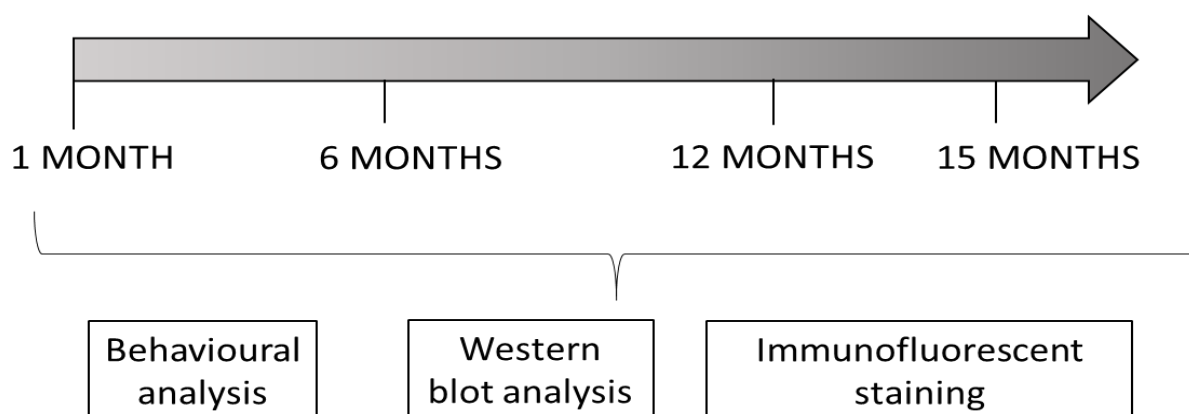 1 MONTH
6 MONTHS
12 MONTHS
15 MONTHS
Behavioural
analysis
Western
blot analysis
Immunofluorescent
staining